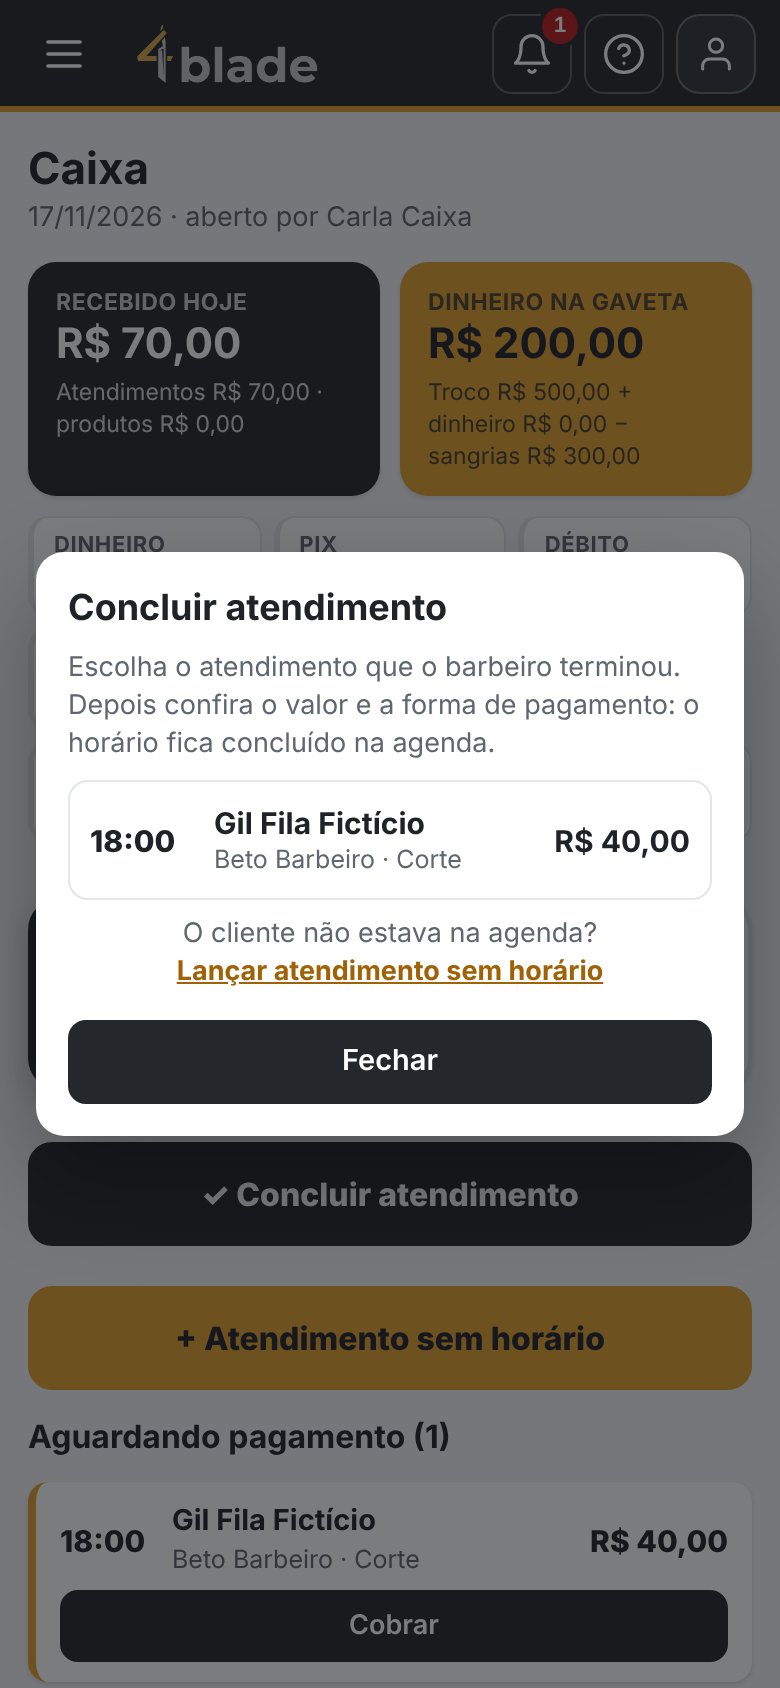 4blade
1
Caixa
17/11/2026 · aberto por Carla Caixa
RECEBIDO HOJE
R$ 70,00
Atendimentos R$ 70,00 ·
produtos R$ 0,00
DINHEIRO NA GAVETA
R$ 200,00
Troco R$ 500,00 +
dinheiro R$ 0,00 −
sangrias R$ 300,00
DINHEIRO
PIX
DÉBITO
Concluir atendimento
Escolha o atendimento que o barbeiro terminou.
Depois confira o valor e a forma de pagamento: o
horário fica concluído na agenda.
18:00
Gil Fila Fictício
Beto Barbeiro · Corte
R$ 40,00
O cliente não estava na agenda?
Lançar atendimento sem horário
Fechar
✓ Concluir atendimento
+ Atendimento sem horário
Aguardando pagamento (1)
18:00
Gil Fila Fictício
Beto Barbeiro · Corte
R$ 40,00
Cobrar